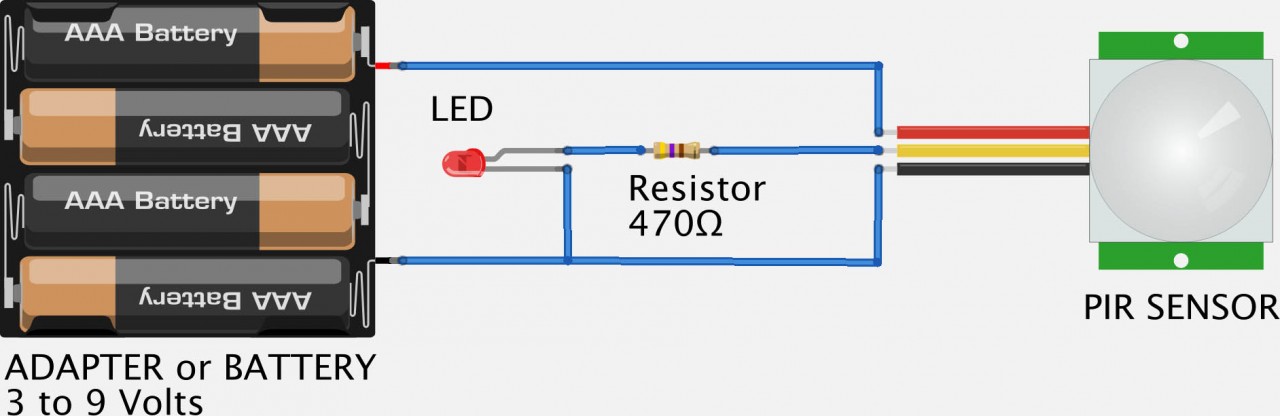 AAA Battery
AAA Battery
AAA Battery
AAA Battery
LED
Resistor
470Ω
PIR SENSOR
ADAPTER or BATTERY
3 to 9 Volts